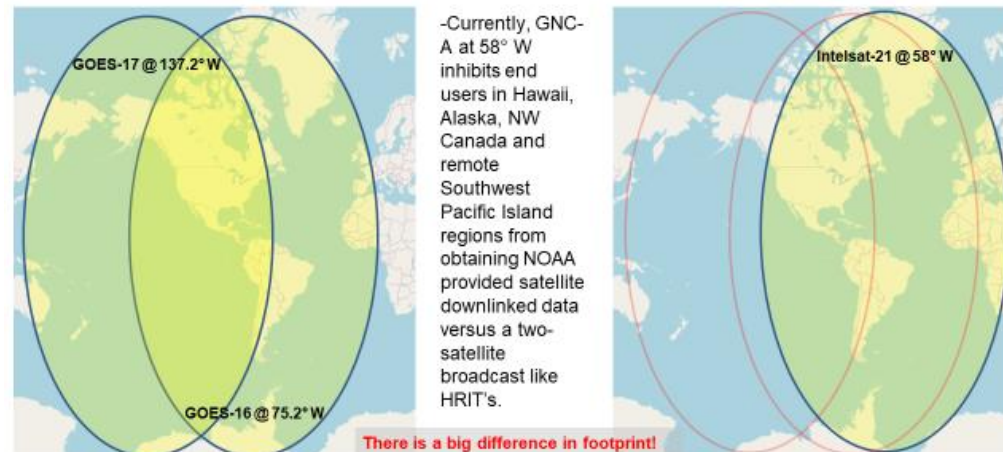 GOES-17 @ 137.2° W
GOES-16 @ 75.2° W
-Currently, GNC-
A at 58° W
inhibits end
users in Hawaii,
Alaska, NW
Canada and
remote
Southwest
Pacific Island
regions from
obtaining NOAA
provided satellite
downlinked data
versus a two-
satellite
broadcast like
HRIT's.
Intelsat-21 @ 58° W
There is a big difference in footprint!